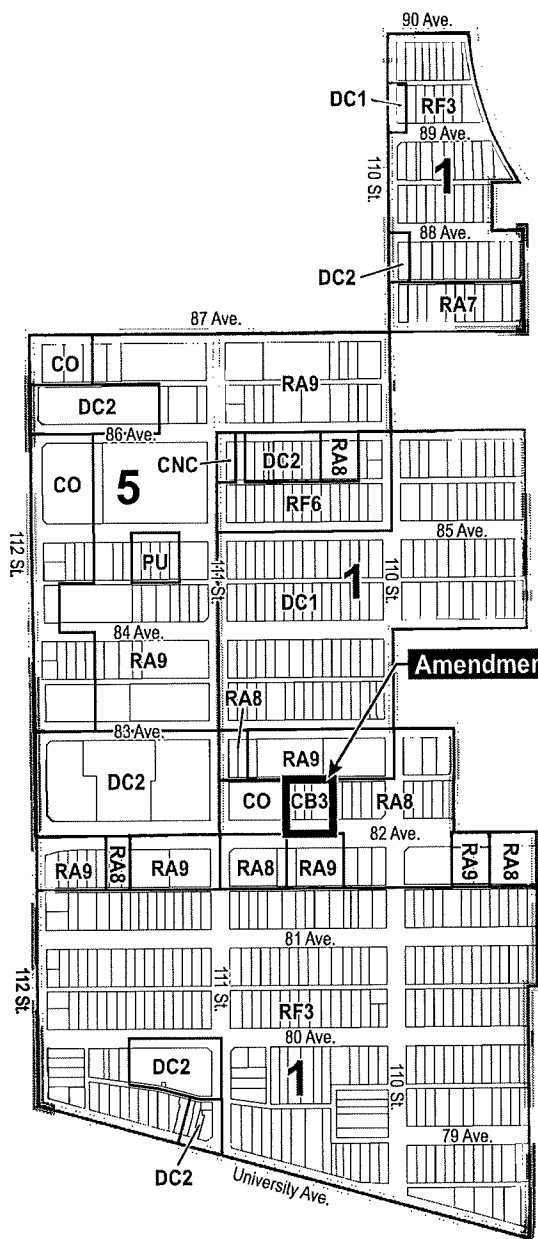 90 Ave.
DC1
RF3
89 Ave.
110 St.
1
88 Ave.
DC2
RA7
87 Ave.
CO
RA9
DC2
86 Ave.
CNC
DC2
RA8
CO
5
RF6
112 St.
85 Ave.
PU
111 St.
1
110 St.
DC1
84 Ave.
RA9
Amendmen
RA8
83 Ave.
RA9
DC2
CO
CB3
RA8
82 Ave.
RA9
RA8
RA9
RA8
RA9
RA9
RA8
81 Ave.
112 St.
111 St.
RF3
80 Ave.
DC2
1
110 St.
79 Ave.
DC2
University Ave.